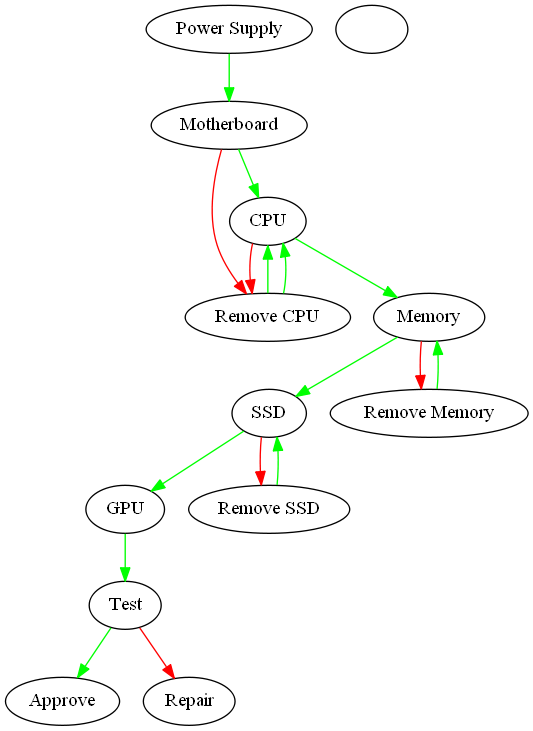 Power Supply
Motherboard
CPU
Remove CPU
Memory
SSD
Remove Memory
GPU
Remove SSD
Test
Approve
Repair